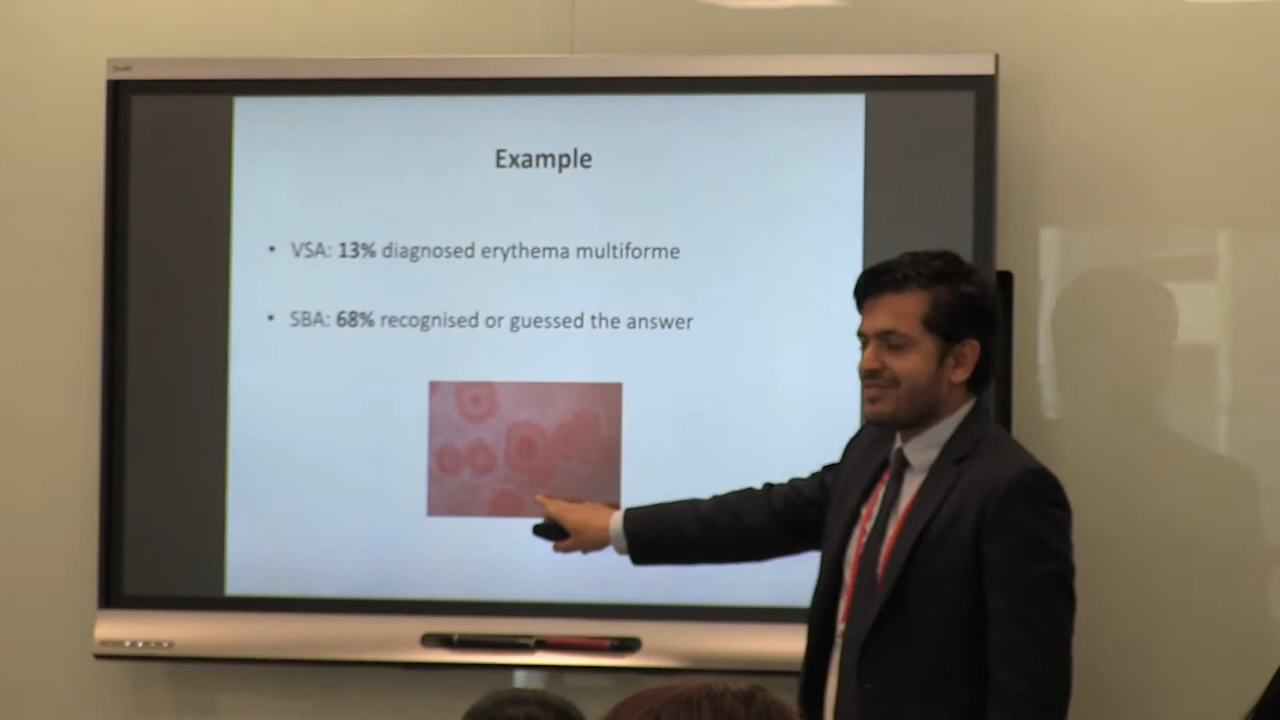 Example
• VSA: 13% diagnosed erythema multiforme
• SBA: 68% recognised or guessed the answer